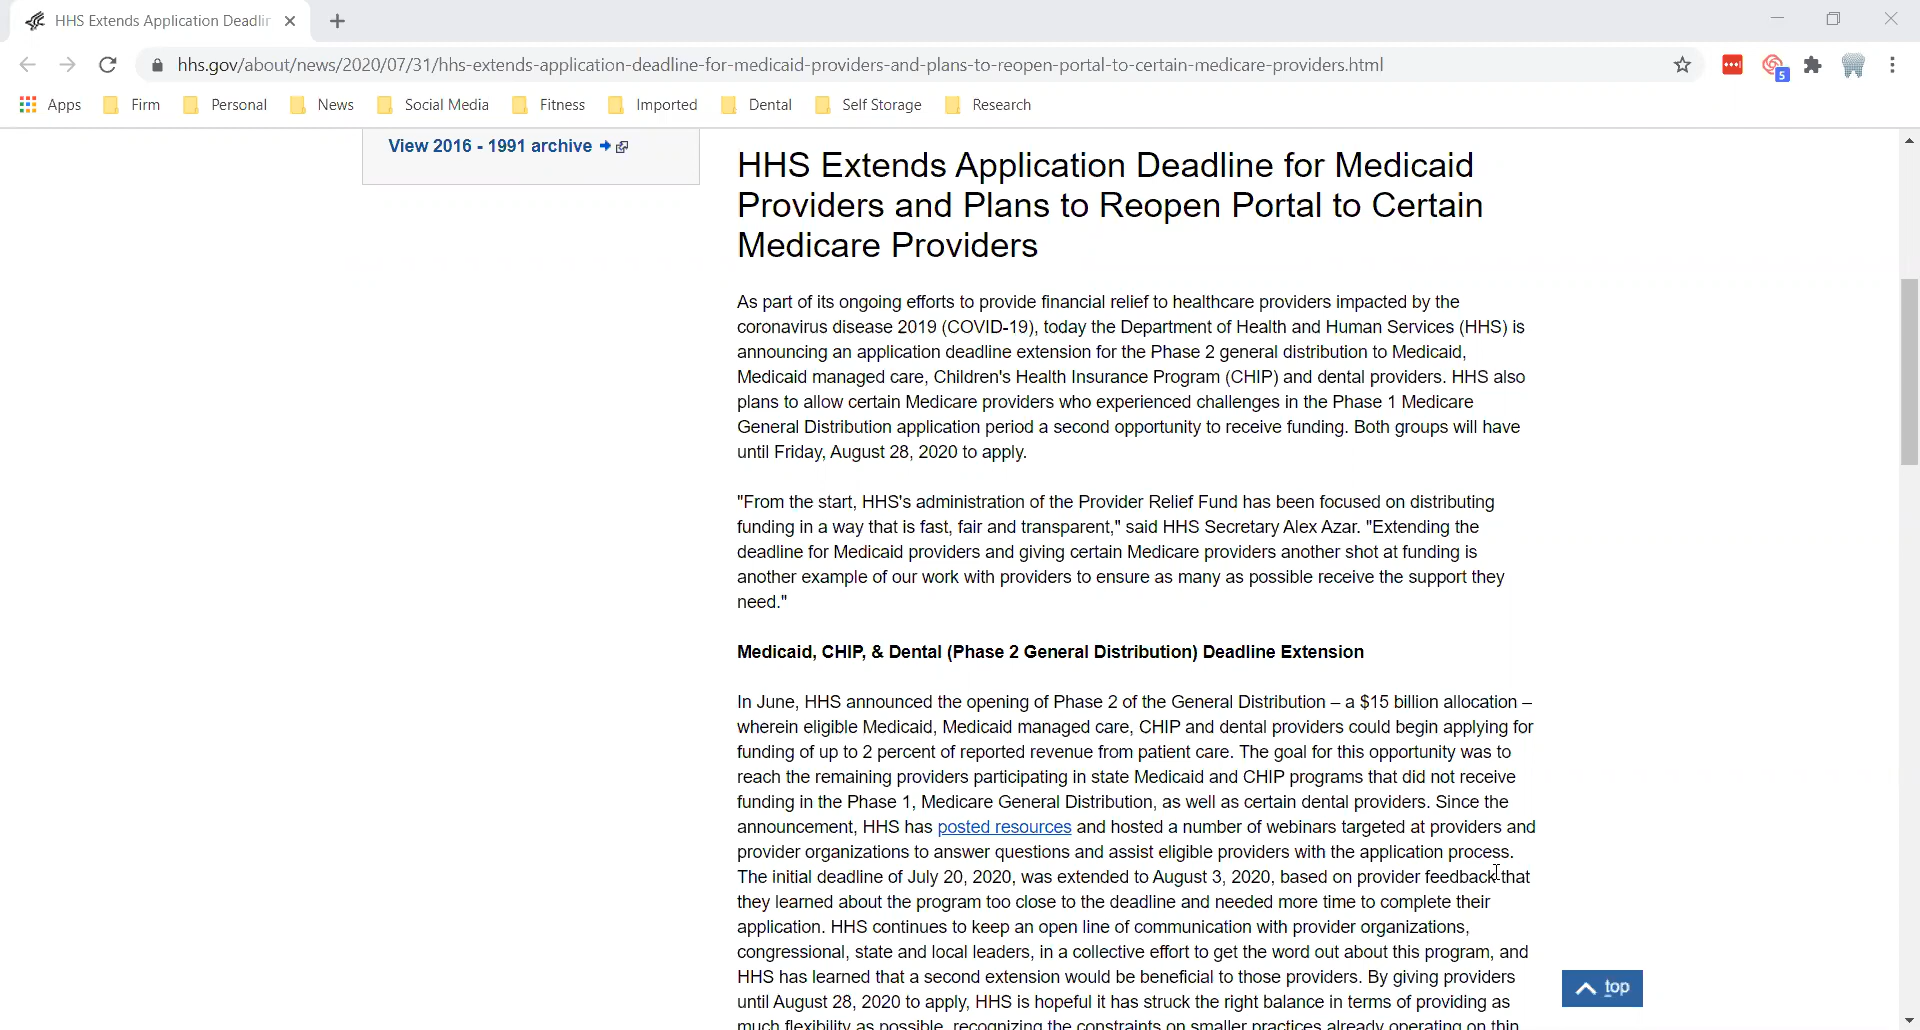 HHS Extends Application Deadlin
hhs.gov/about/news/2020/07/31/hhs-extends-application-deadline-for-medicaid-providers-and-plans-to-reopen-portal-to-certain-medicare-providers.html
5
Apps Firm Personal News Social Media Fitness Imported Dental Self Storage Research
View 2016 - 1991 archive
HHS Extends Application Deadline for Medicaid
Providers and Plans to Reopen Portal to Certain
Medicare Providers
As part of its ongoing efforts to provide financial relief to healthcare providers impacted by the
coronavirus disease 2019 (COVID-19), today the Department of Health and Human Services (HHS) is
announcing an application deadline extension for the Phase 2 general distribution to Medicaid,
Medicaid managed care, Children's Health Insurance Program (CHIP) and dental providers. HHS also
plans to allow certain Medicare providers who experienced challenges in the Phase 1 Medicare
General Distribution application period a second opportunity to receive funding. Both groups will have
until Friday, August 28, 2020 to apply.
"From the start, HHS's administration of the Provider Relief Fund has been focused on distributing
funding in a way that is fast, fair and transparent," said HHS Secretary Alex Azar. "Extending the
deadline for Medicaid providers and giving certain Medicare providers another shot at funding is
another example of our work with providers to ensure as many as possible receive the support they
need."
Medicaid, CHIP, & Dental (Phase 2 General Distribution) Deadline Extension
In June, HHS announced the opening of Phase 2 of the General Distribution – a $15 billion allocation –
wherein eligible Medicaid, Medicaid managed care, CHIP and dental providers could begin applying for
funding of up to 2 percent of reported revenue from patient care. The goal for this opportunity was to
reach the remaining providers participating in state Medicaid and CHIP programs that did not receive
funding in the Phase 1, Medicare General Distribution, as well as certain dental providers. Since the
announcement, HHS has posted resources and hosted a number of webinars targeted at providers and
provider organizations to answer questions and assist eligible providers with the application process.
The initial deadline of July 20, 2020, was extended to August 3, 2020, based on provider feedback that
they learned about the program too close to the deadline and needed more time to complete their
application. HHS continues to keep an open line of communication with provider organizations,
congressional, state and local leaders, in a collective effort to get the word out about this program, and
HHS has learned that a second extension would be beneficial to those providers. By giving providers
until August 28, 2020 to apply, HHS is hopeful it has struck the right balance in terms of providing as
much flexibility as possible, recognizing the constraints on smaller practices already operating on thin
top